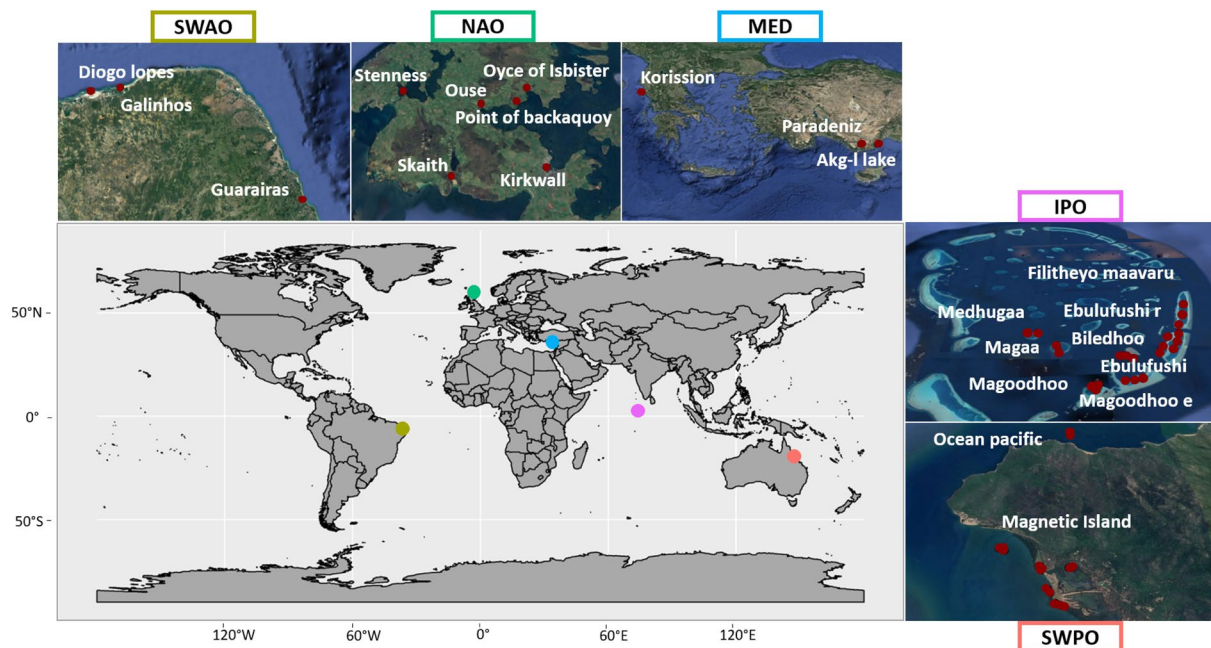 SWAO
NAO
MED
Diogo lopes
Galinhos
Guarairas
Stenness
Oyce of Isbister
Ouse
Point of backaquoy
Skaith
Kirkwall
Korission
Paradeniz
Akg-l lake
IPO
Filitheyo maavaru
Medhugaa
Ebulufushi r
Magaa
Biledhoo
Ebulufushi
Magoodhoo
Magoodhoo e
Ocean pacific
Magnetic Island
SWPO
50°N
0°
50°S
120°W
60°W
0°
60°E
120°E